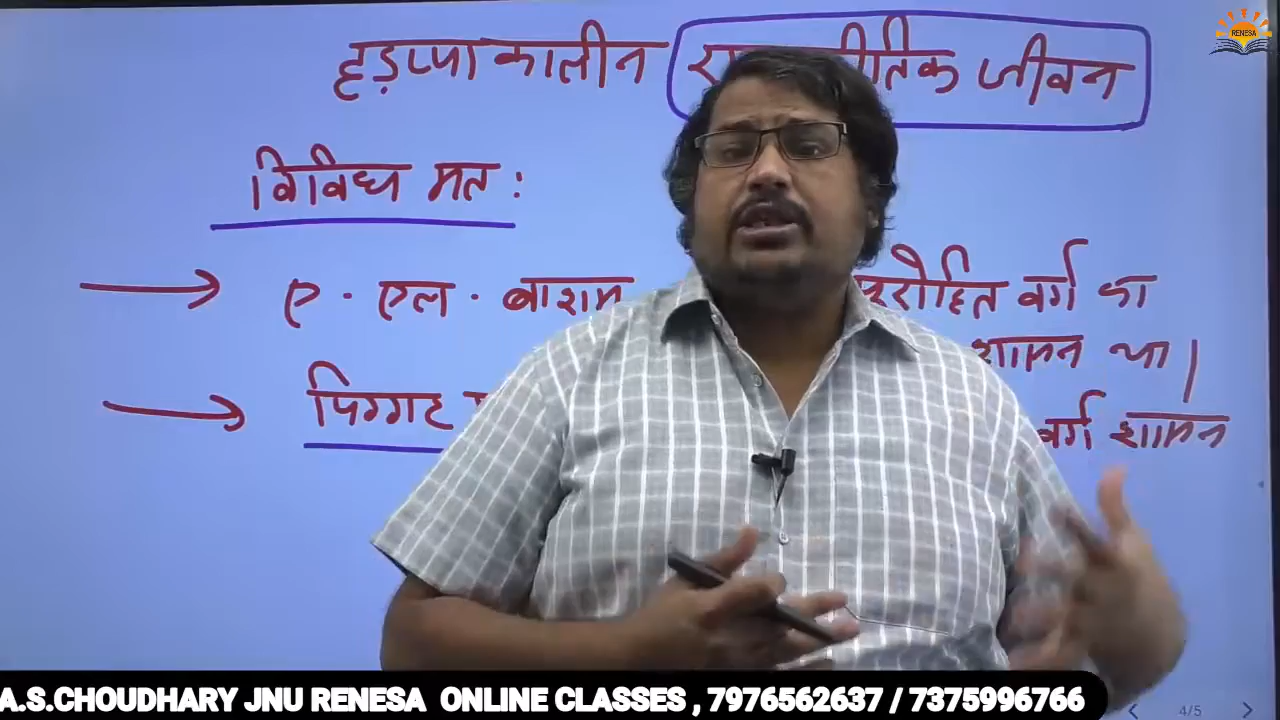 RENESA
हड़प्पा कालीन जीवन
विविध मत :
→ ए . एल . बाशम वर्ग का
शासन था |
→ पिग्गट वर्ग शासन
A.S.CHOUDHARY JNU RENESA ONLINE CLASSES , 7976562637 / 7375996766
< 4/5 >